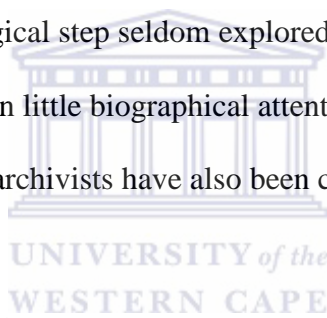 gical step seldom explored
n little biographical attent
archivists have also been c
UNIVERSITY of the
WESTERN CAPE